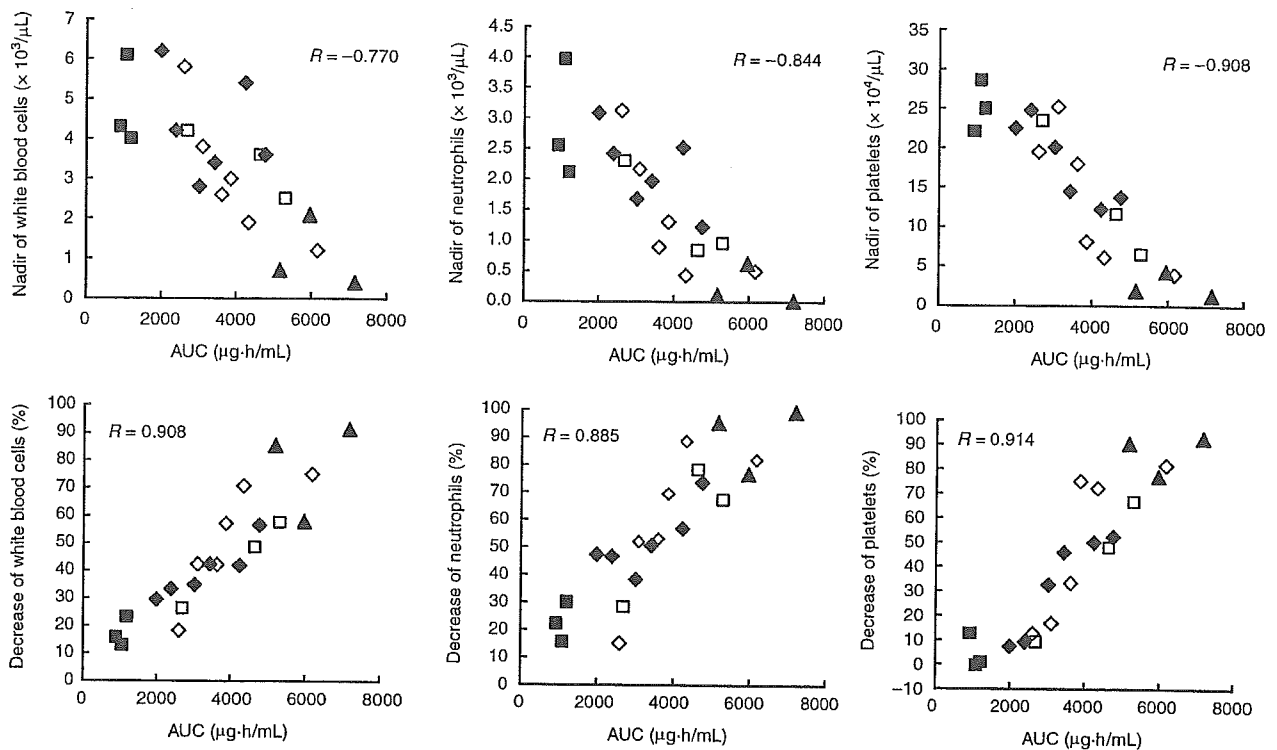 Nadir of white blood cells (× 10³/μL)
7
6
5
4
3
2
1
0
R = −0.770
0 2000 4000 6000 8000
AUC (μg·h/mL)
Nadir of neutrophils (× 10³/μL)
4.5
4.0
3.5
3.0
2.5
2.0
1.5
1.0
0.5
0.0
R = −0.844
0 2000 4000 6000 8000
AUC (μg·h/mL)
Nadir of platelets (× 10⁴/μL)
35
30
25
20
15
10
5
0
R = −0.908
0 2000 4000 6000 8000
AUC (μg·h/mL)
Decrease of white blood cells (%)
100
90
80
70
60
50
40
30
20
10
0
R = 0.908
0 2000 4000 6000 8000
AUC (μg·h/mL)
Decrease of neutrophils (%)
100
90
80
70
60
50
40
30
20
10
0
R = 0.885
0 2000 4000 6000 8000
AUC (μg·h/mL)
Decrease of platelets (%)
100
90
80
70
60
50
40
30
20
10
0
−10
R = 0.914
0 2000 4000 6000 8000
AUC (μg·h/mL)